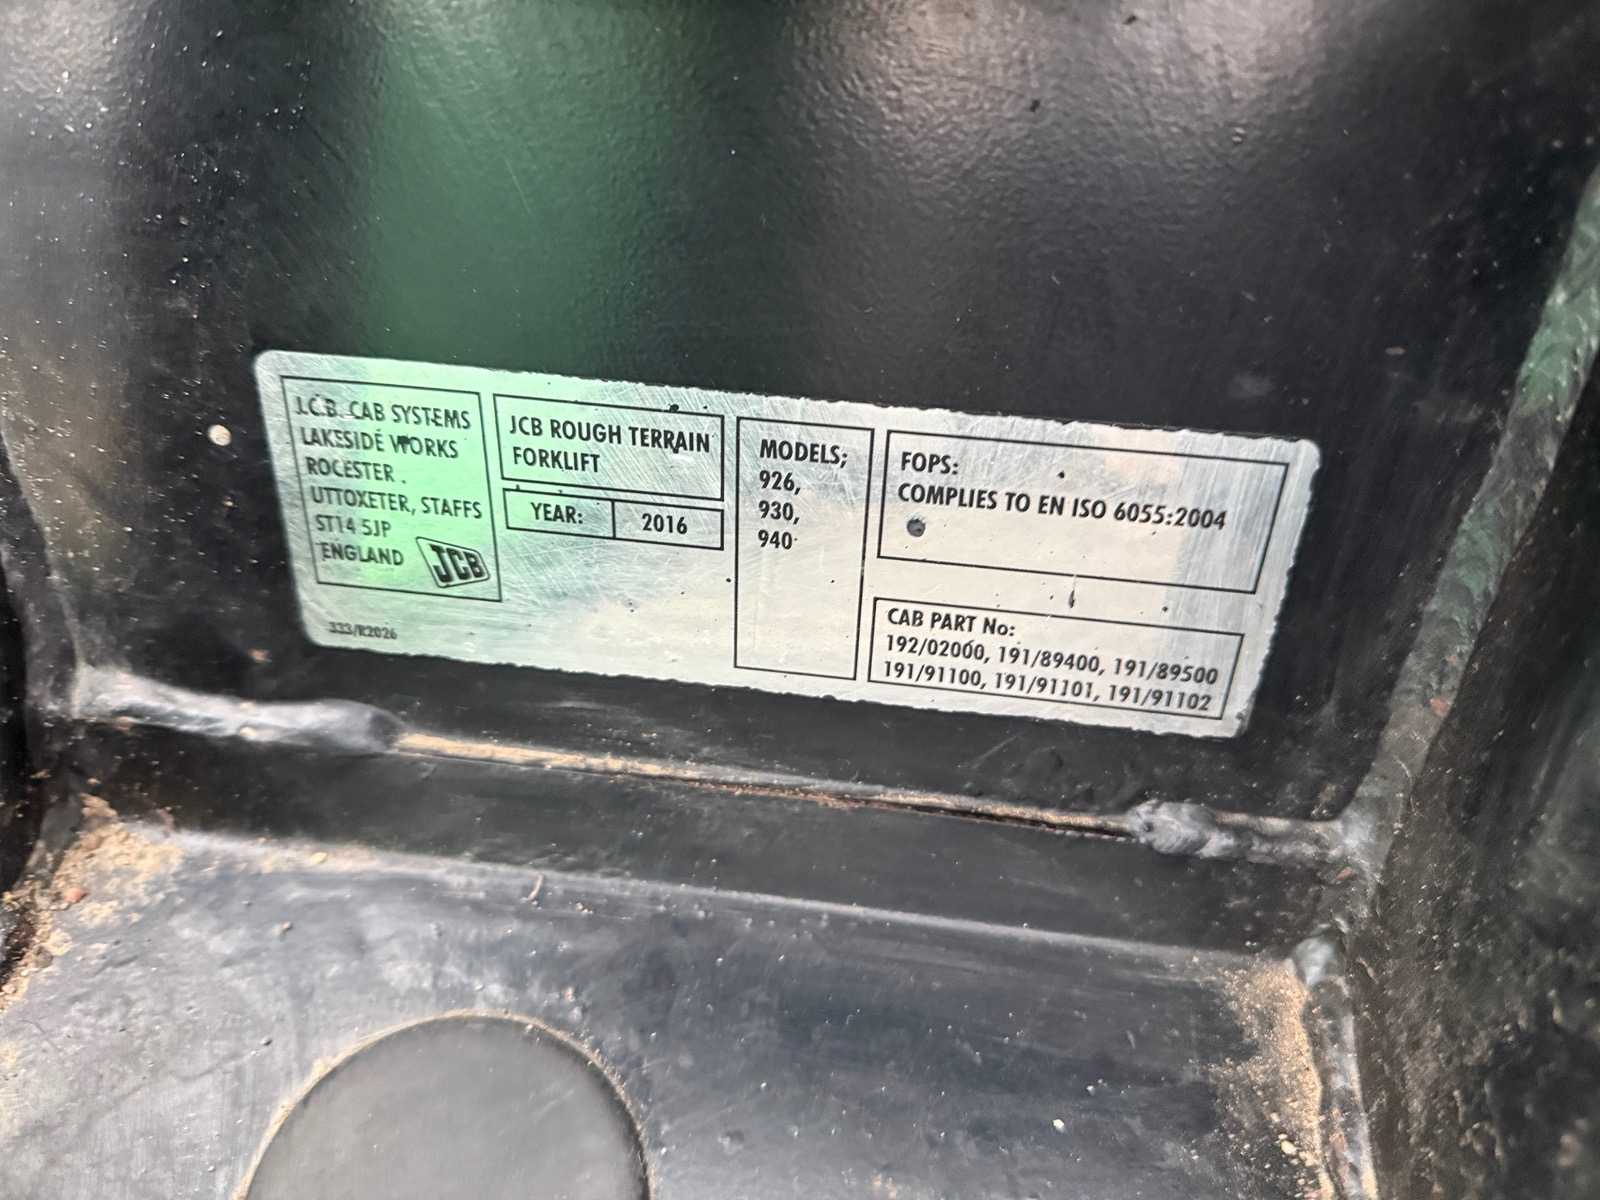 J.C.B. CAB SYSTEMS
LAKESIDE WORKS
ROCESTER.
UTTOXETER, STAFFS
ST14 5JP
ENGLAND
JCB
333/R2026
JCB ROUGH TERRAIN
FORKLIFT
YEAR: 2016
MODELS;
926,
930,
940
FOPS:
COMPLIES TO EN ISO 6055:2004
CAB PART No:
192/02000, 191/89400, 191/89500
191/91100, 191/91101, 191/91102